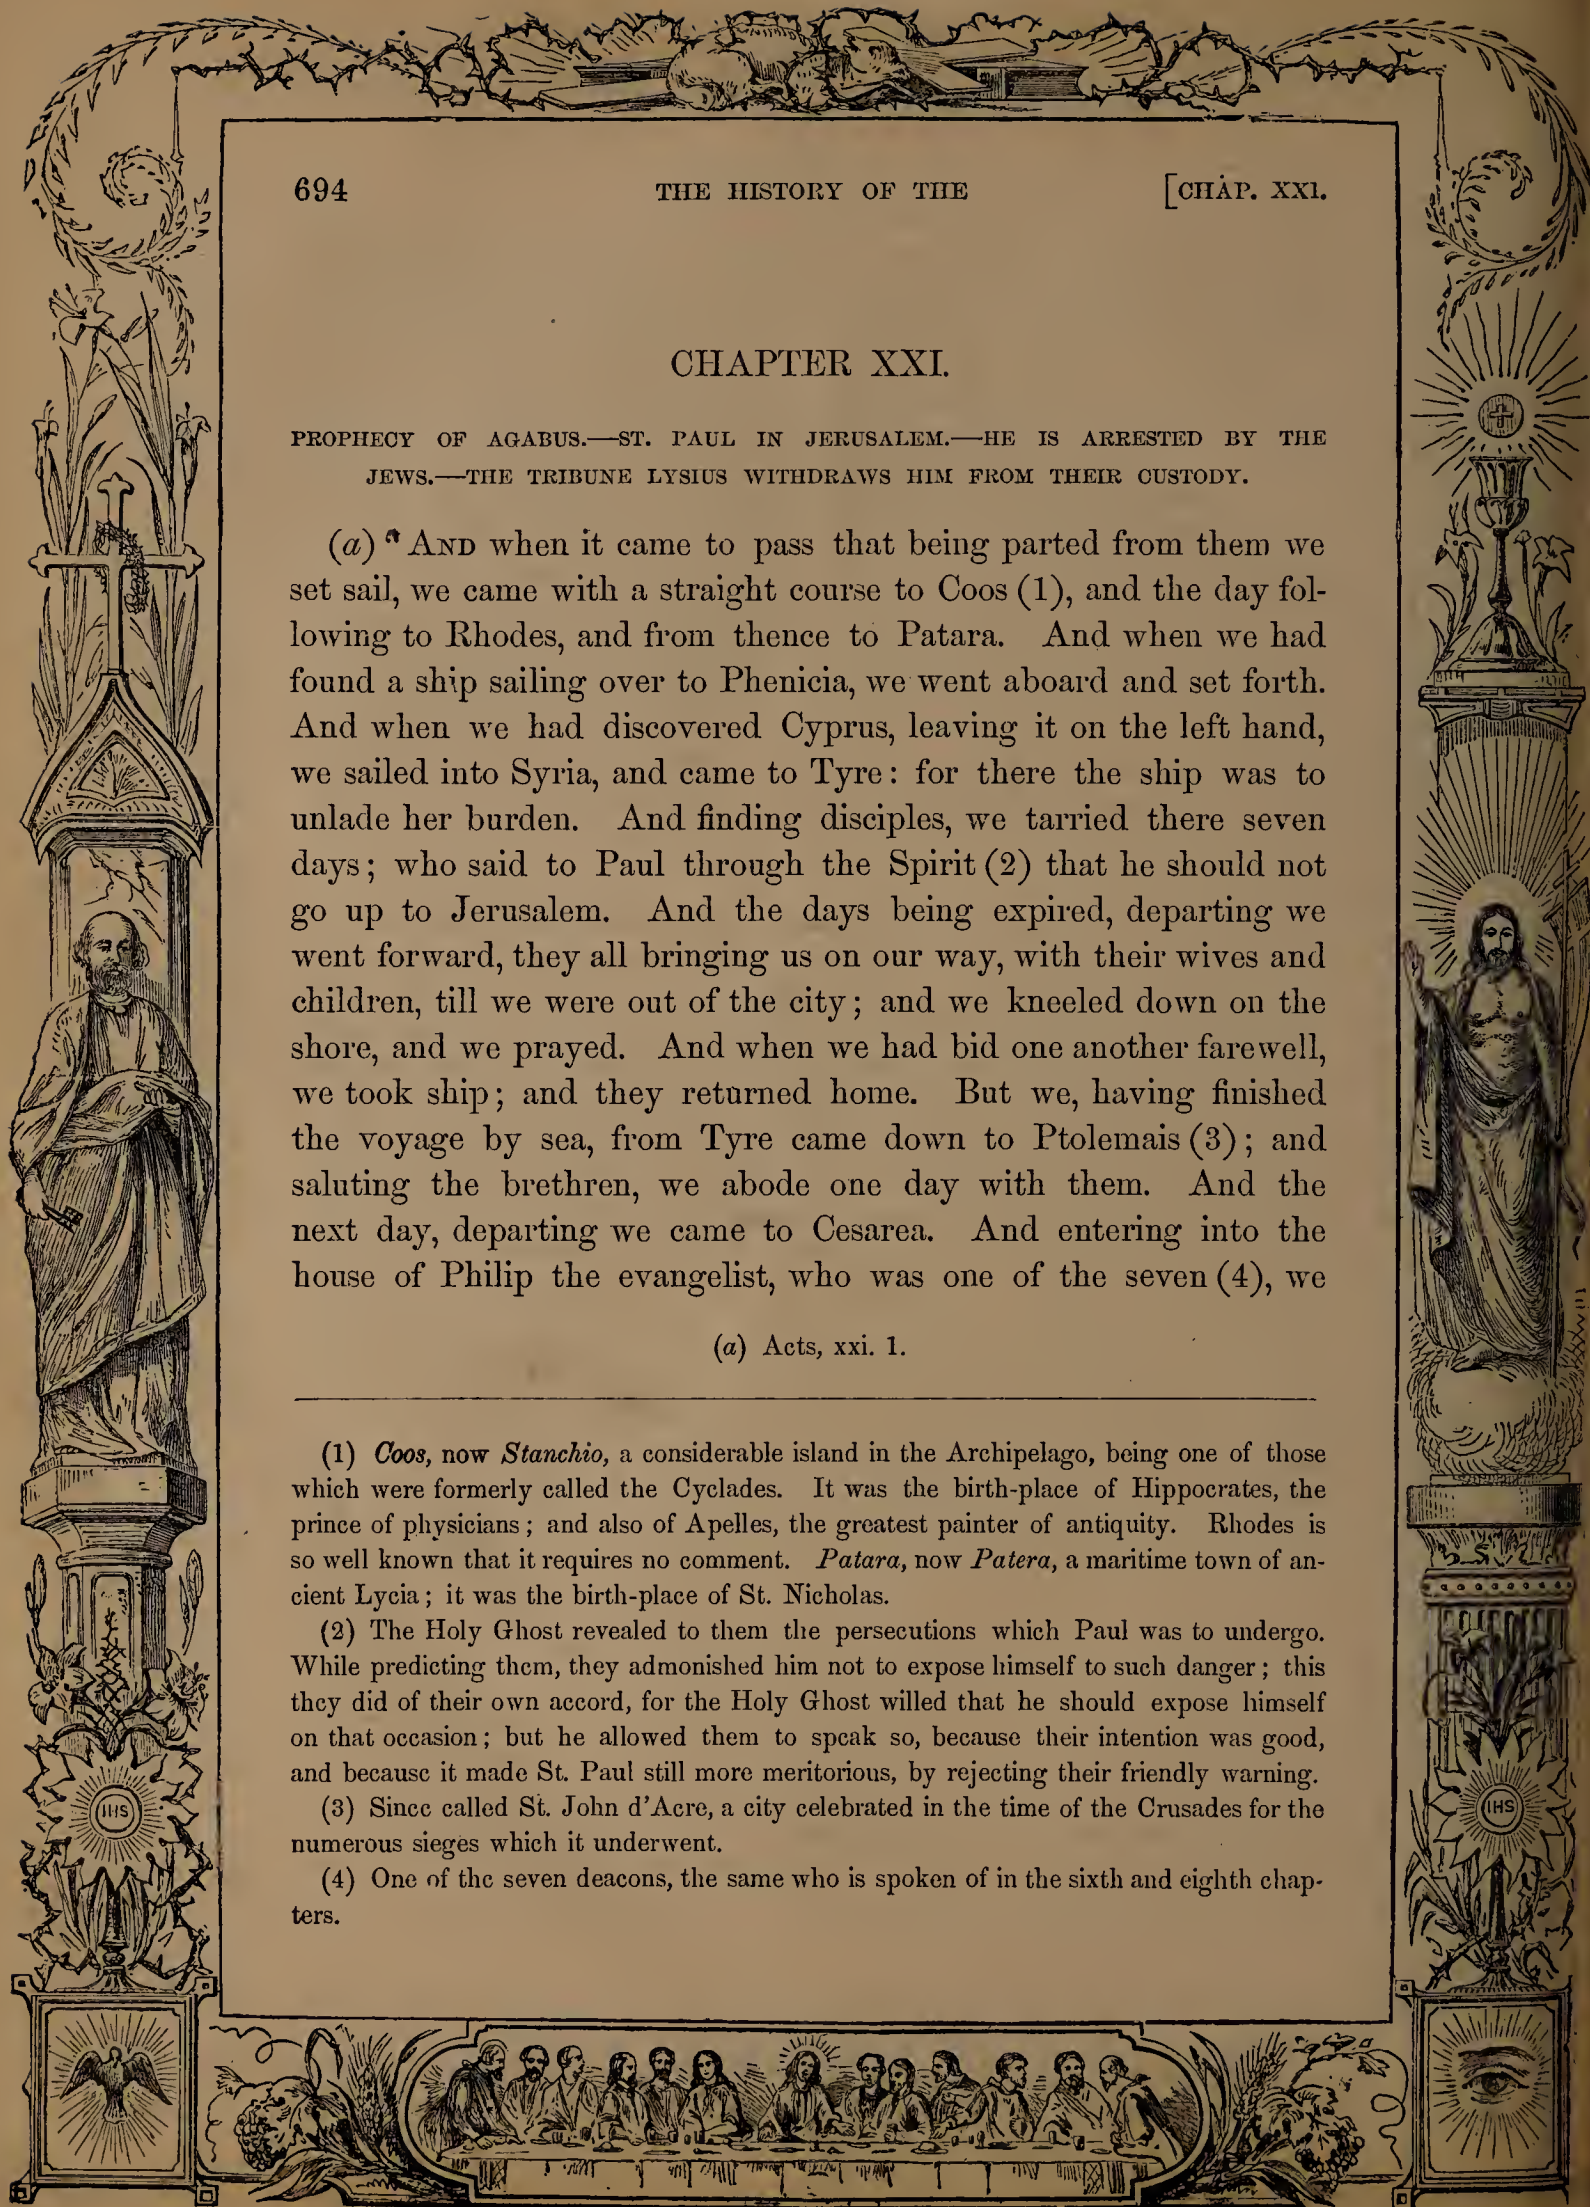 694 THE HISTORY OF THE [CHAP. XXI.
CHAPTER XXI.
PROPHECY OF AGABUS.—ST. PAUL IN JERUSALEM.—HE IS ARRESTED BY THE
JEWS.—THE TRIBUNE LYSIUS WITHDRAWS HIM FROM THEIR CUSTODY.
(a) " AND when it came to pass that being parted from them we
set sail, we came with a straight course to Coos (1), and the day fol-
lowing to Rhodes, and from thence to Patara. And when we had
found a ship sailing over to Phenicia, we went aboard and set forth.
And when we had discovered Cyprus, leaving it on the left hand,
we sailed into Syria, and came to Tyre: for there the ship was to
unlade her burden. And finding disciples, we tarried there seven
days; who said to Paul through the Spirit (2) that he should not
go up to Jerusalem. And the days being expired, departing we
went forward, they all bringing us on our way, with their wives and
children, till we were out of the city; and we kneeled down on the
shore, and we prayed. And when we had bid one another farewell,
we took ship; and they returned home. But we, having finished
the voyage by sea, from Tyre came down to Ptolemais (3); and
saluting the brethren, we abode one day with them. And the
next day, departing we came to Cesarea. And entering into the
house of Philip the evangelist, who was one of the seven (4), we
(a) Acts, xxi. 1.
(1) Coos, now Stanchio, a considerable island in the Archipelago, being one of those
which were formerly called the Cyclades. It was the birth-place of Hippocrates, the
prince of physicians; and also of Apelles, the greatest painter of antiquity. Rhodes is
so well known that it requires no comment. Patara, now Patera, a maritime town of an-
cient Lycia; it was the birth-place of St. Nicholas.
(2) The Holy Ghost revealed to them the persecutions which Paul was to undergo.
While predicting them, they admonished him not to expose himself to such danger; this
they did of their own accord, for the Holy Ghost willed that he should expose himself
on that occasion; but he allowed them to speak so, because their intention was good,
and because it made St. Paul still more meritorious, by rejecting their friendly warning.
(3) Since called St. John d'Acre, a city celebrated in the time of the Crusades for the
numerous sieges which it underwent.
(4) One of the seven deacons, the same who is spoken of in the sixth and eighth chap-
ters.
IHS
IHS